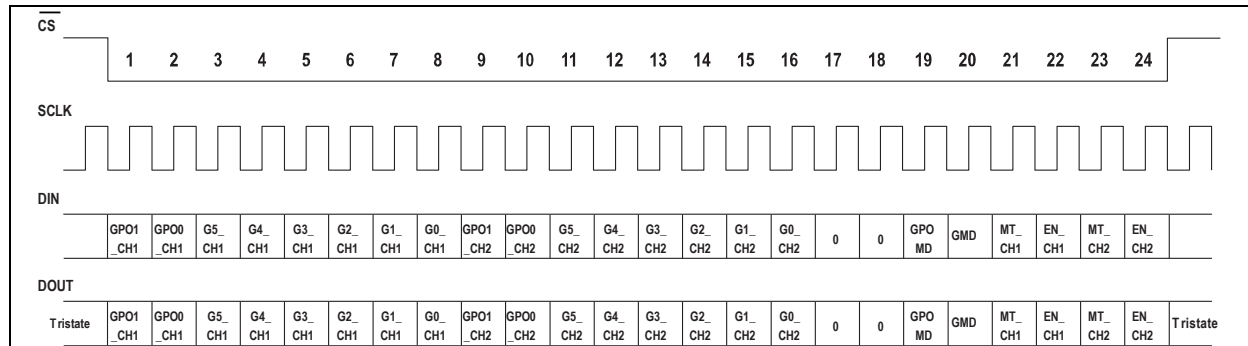 CS
1 2 3 4 5 6 7 8 9 10 11 12 13 14 15 16 17 18 19 20 21 22 23 24
SCLK
DIN
GPO1 GPO0 G5_ G4_ G3_ G2_ G1_ G0_ GPO1 GPO0 G5_ G4_ G3_ G2_ G1_ G0_ 0 0 GPO GMD MT_ EN_ MT_ EN_
_CH1 _CH1 CH1 CH1 CH1 CH1 CH1 CH1 _CH2 _CH2 CH2 CH2 CH2 CH2 CH2 CH2 MD CH1 CH1 CH2 CH2
DOUT
Tristate GPO1 GPO0 G5_ G4_ G3_ G2_ G1_ G0_ GPO1 GPO0 G5_ G4_ G3_ G2_ G1_ G0_ 0 0 GPO GMD MT_ EN_ MT_ EN_ Tristate
_CH1 _CH1 CH1 CH1 CH1 CH1 CH1 CH1 _CH2 _CH2 CH2 CH2 CH2 CH2 CH2 CH2 MD CH1 CH1 CH2 CH2